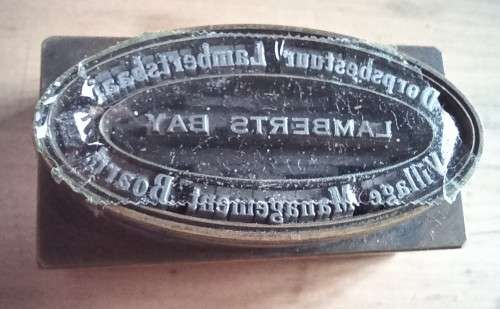 Dorpsbestuur Lambertsbaai
LAMBERTS BAY
Village Management Board